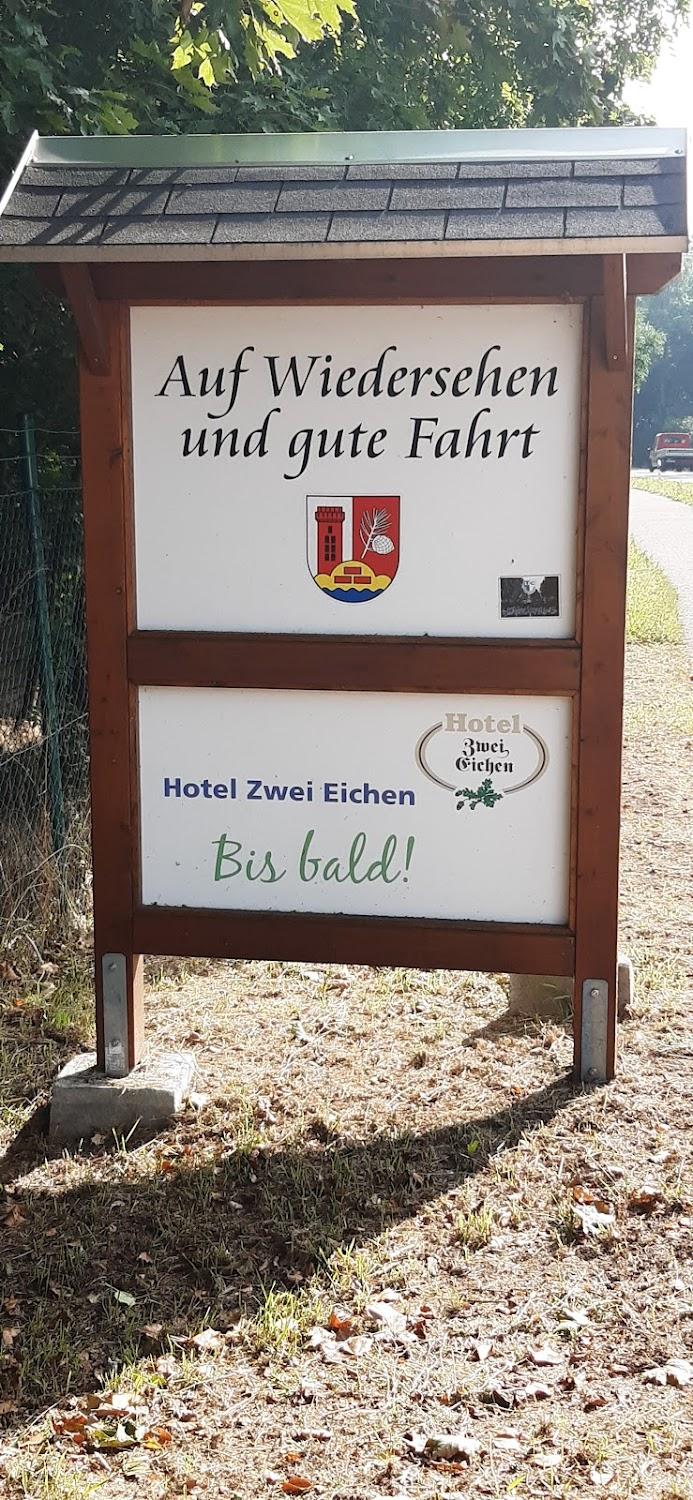 Auf Wiedersehen
und gute Fahrt
Hotel
Zwei
Eichen
Hotel Zwei Eichen
Bis bald!